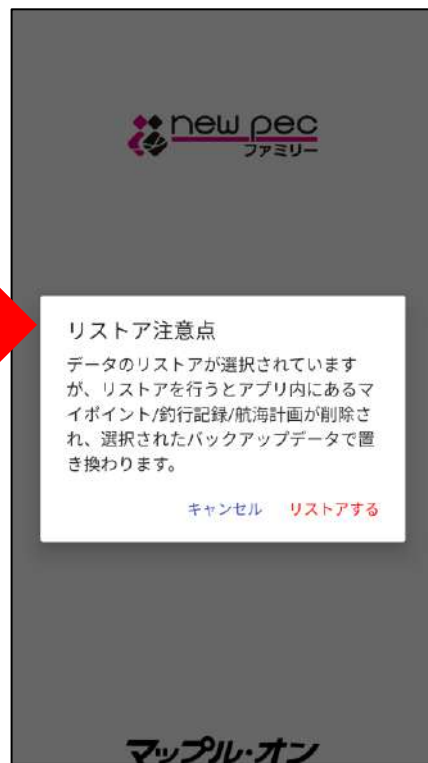 new pec
ファミリー
リストア注意点
データのリストアが選択されています
が、リストアを行うとアプリ内にあるマ
イポイント/釣行記録/航海計画が削除さ
れ、選択されたバックアップデータで置
き換わります。
キャンセル リストアする
マップル・オン